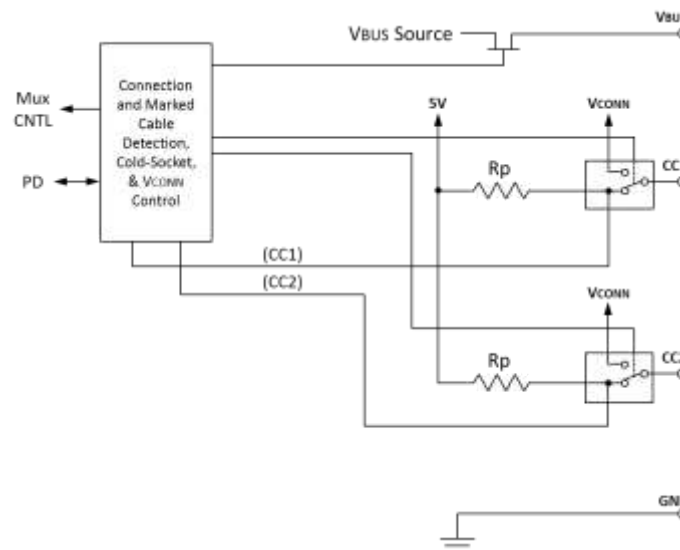 VBUS Source
VBU
Connection
and Marked
Cable
Detection,
Cold-Socket,
& VCONN
Control
Mux
CNTL
PD
5V
VCONN
Rp
CC
(CC1)
(CC2)
VCONN
Rp
CC
GN